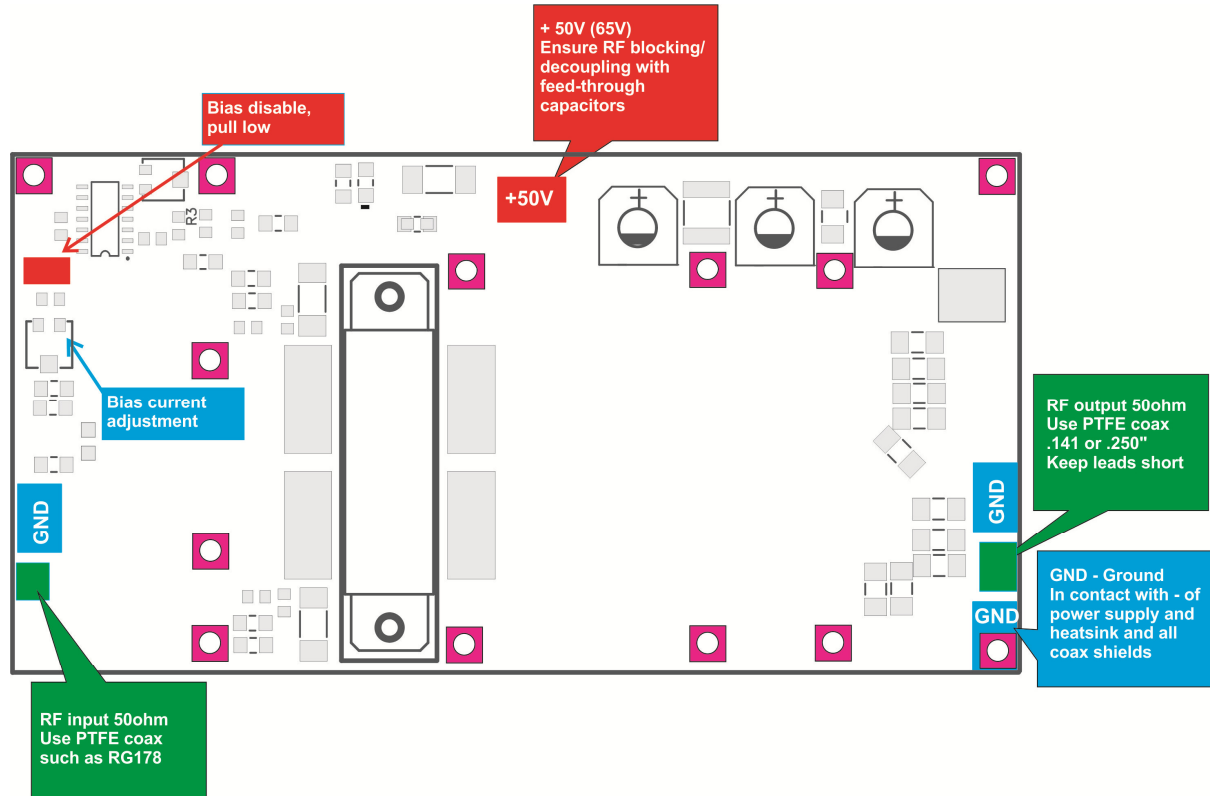 + 50V (65V)
Ensure RF blocking/
decoupling with
feed-through
capacitors
Bias disable,
pull low
+50V
R3
Bias current
adjustment
RF output 50ohm
Use PTFE coax
.141 or .250"
Keep leads short
GND
GND
GND - Ground
In contact with - of
power supply and
heatsink and all
coax shields
GND
RF input 50ohm
Use PTFE coax
such as RG178